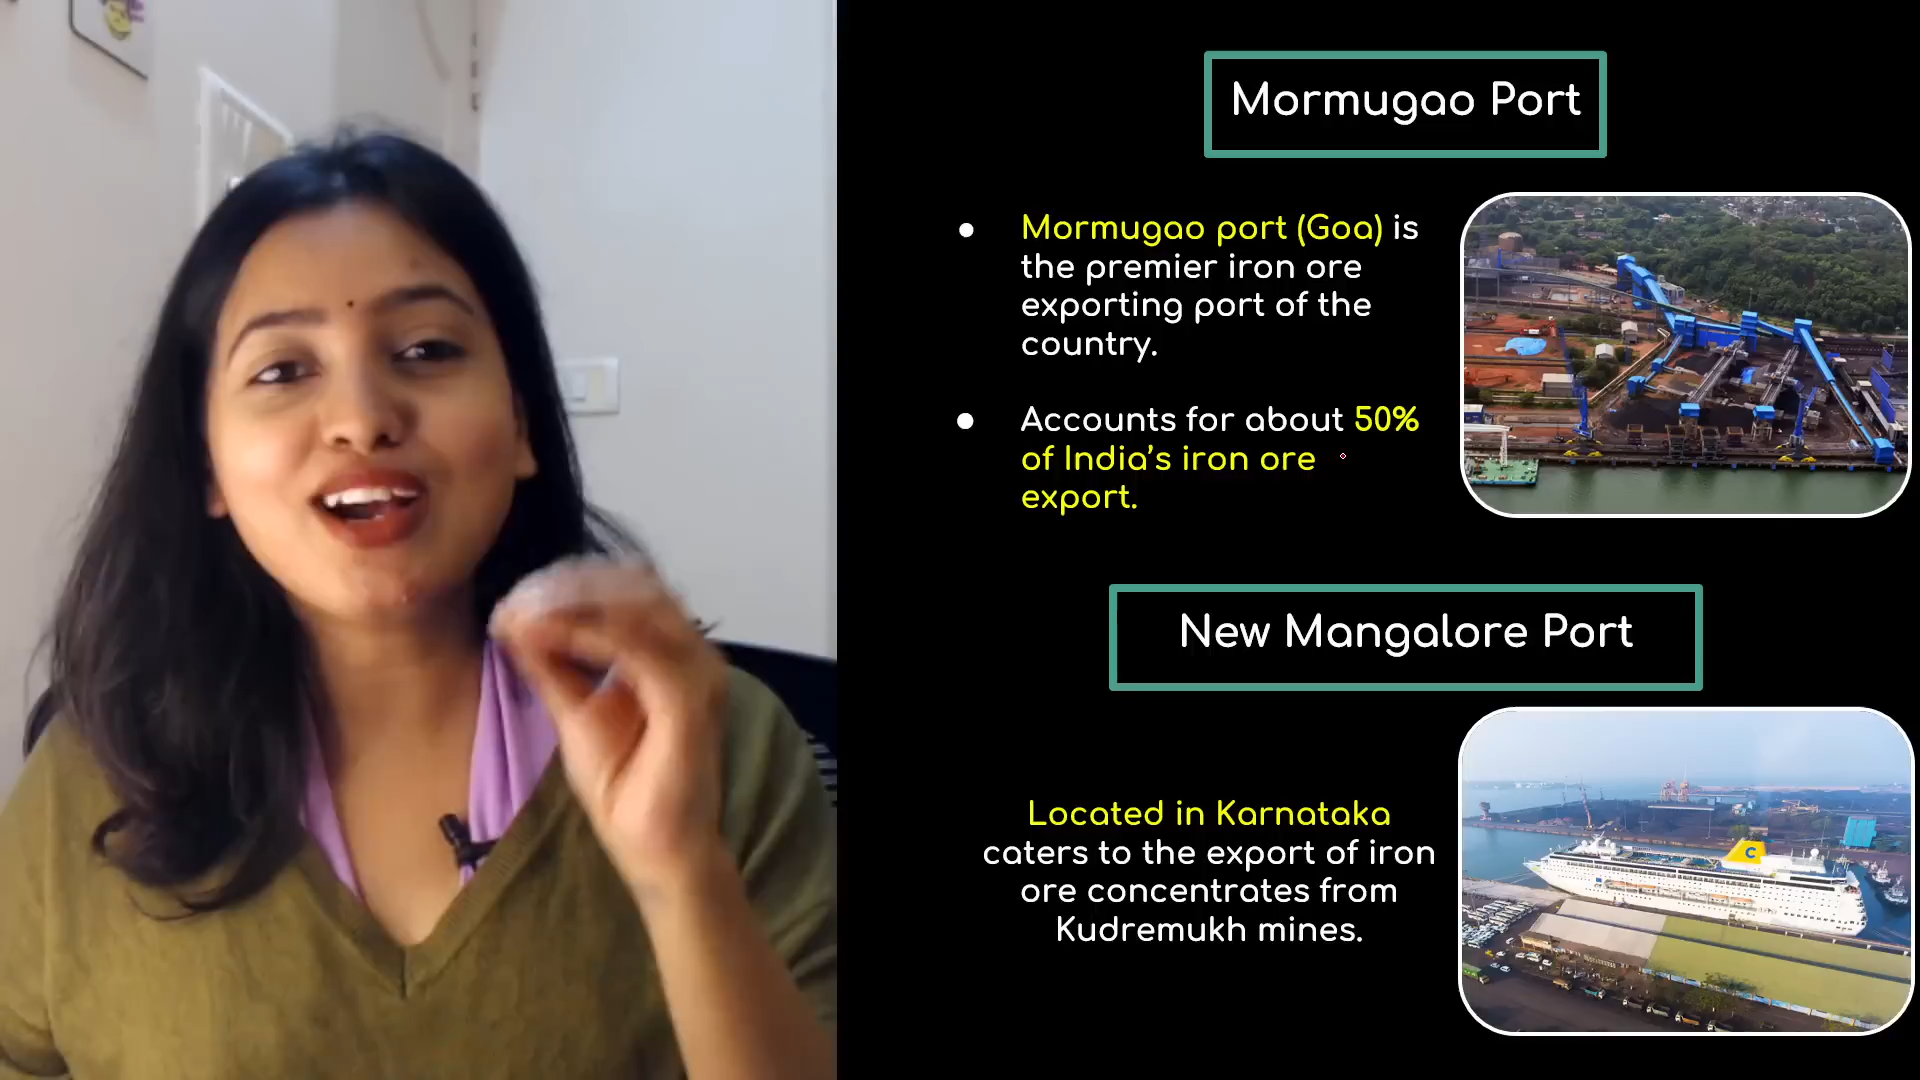 Mormugao Port
● Mormugao port (Goa) is
the premier iron ore
exporting port of the
country.
● Accounts for about 50%
of India’s iron ore
export.
New Mangalore Port
Located in Karnataka
caters to the export of iron
ore concentrates from
Kudremukh mines.
C